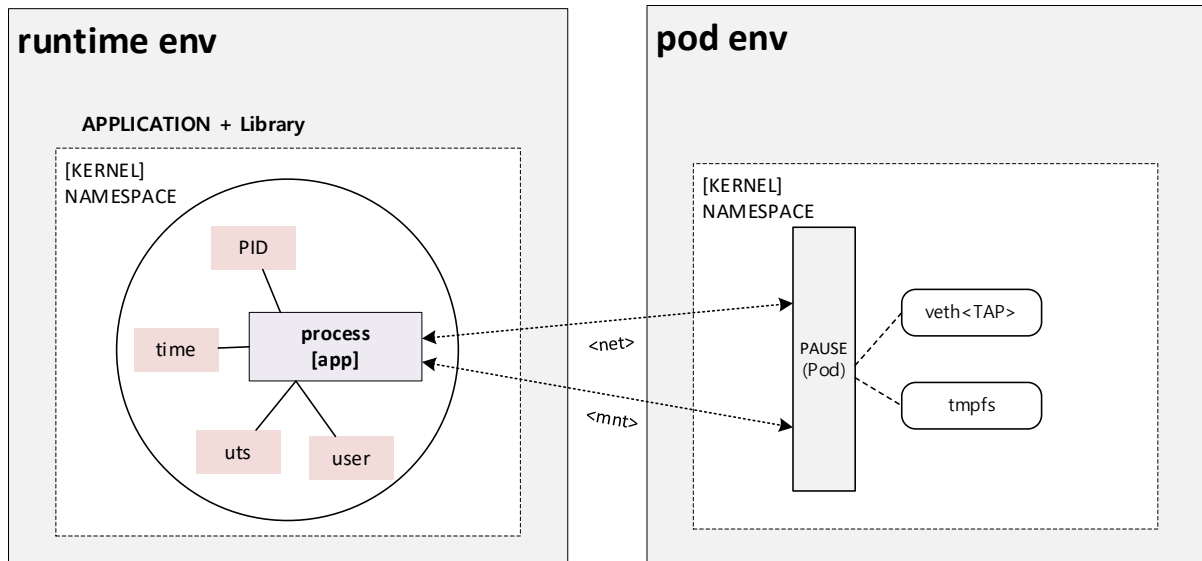 runtime env
APPLICATION + Library
[KERNEL]
NAMESPACE
PID
time
process
[app]
uts
user
<net>
<mnt>
pod env
[KERNEL]
NAMESPACE
PAUSE
(Pod)
veth<TAP>
tmpfs